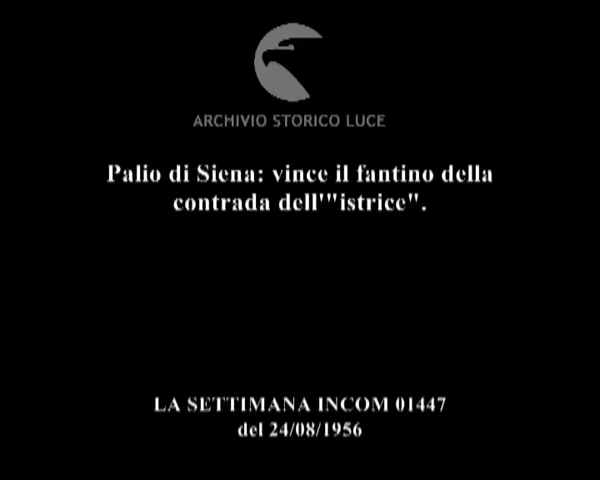 ARCHIVIO STORICO LUCE
Palio di Siena: vince il fantino della
contrada dell'"istrice".
LA SETTIMANA INCOM 01447
del 24/08/1956